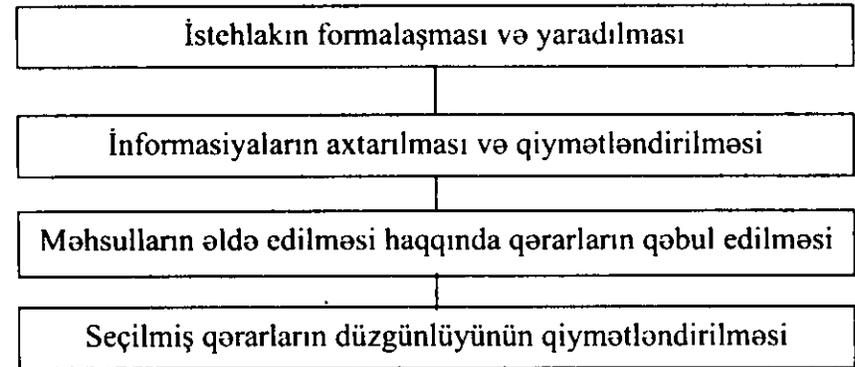 İstehlakın formalaşması və yaradılması
İnformasiyaların axtarılması və qiymətləndirilməsi
Məhsulların əldə edilməsi haqqında qərarların qəbul edilməsi
Seçilmiş qərarların düzgünlüyünün qiymətləndirilməsi